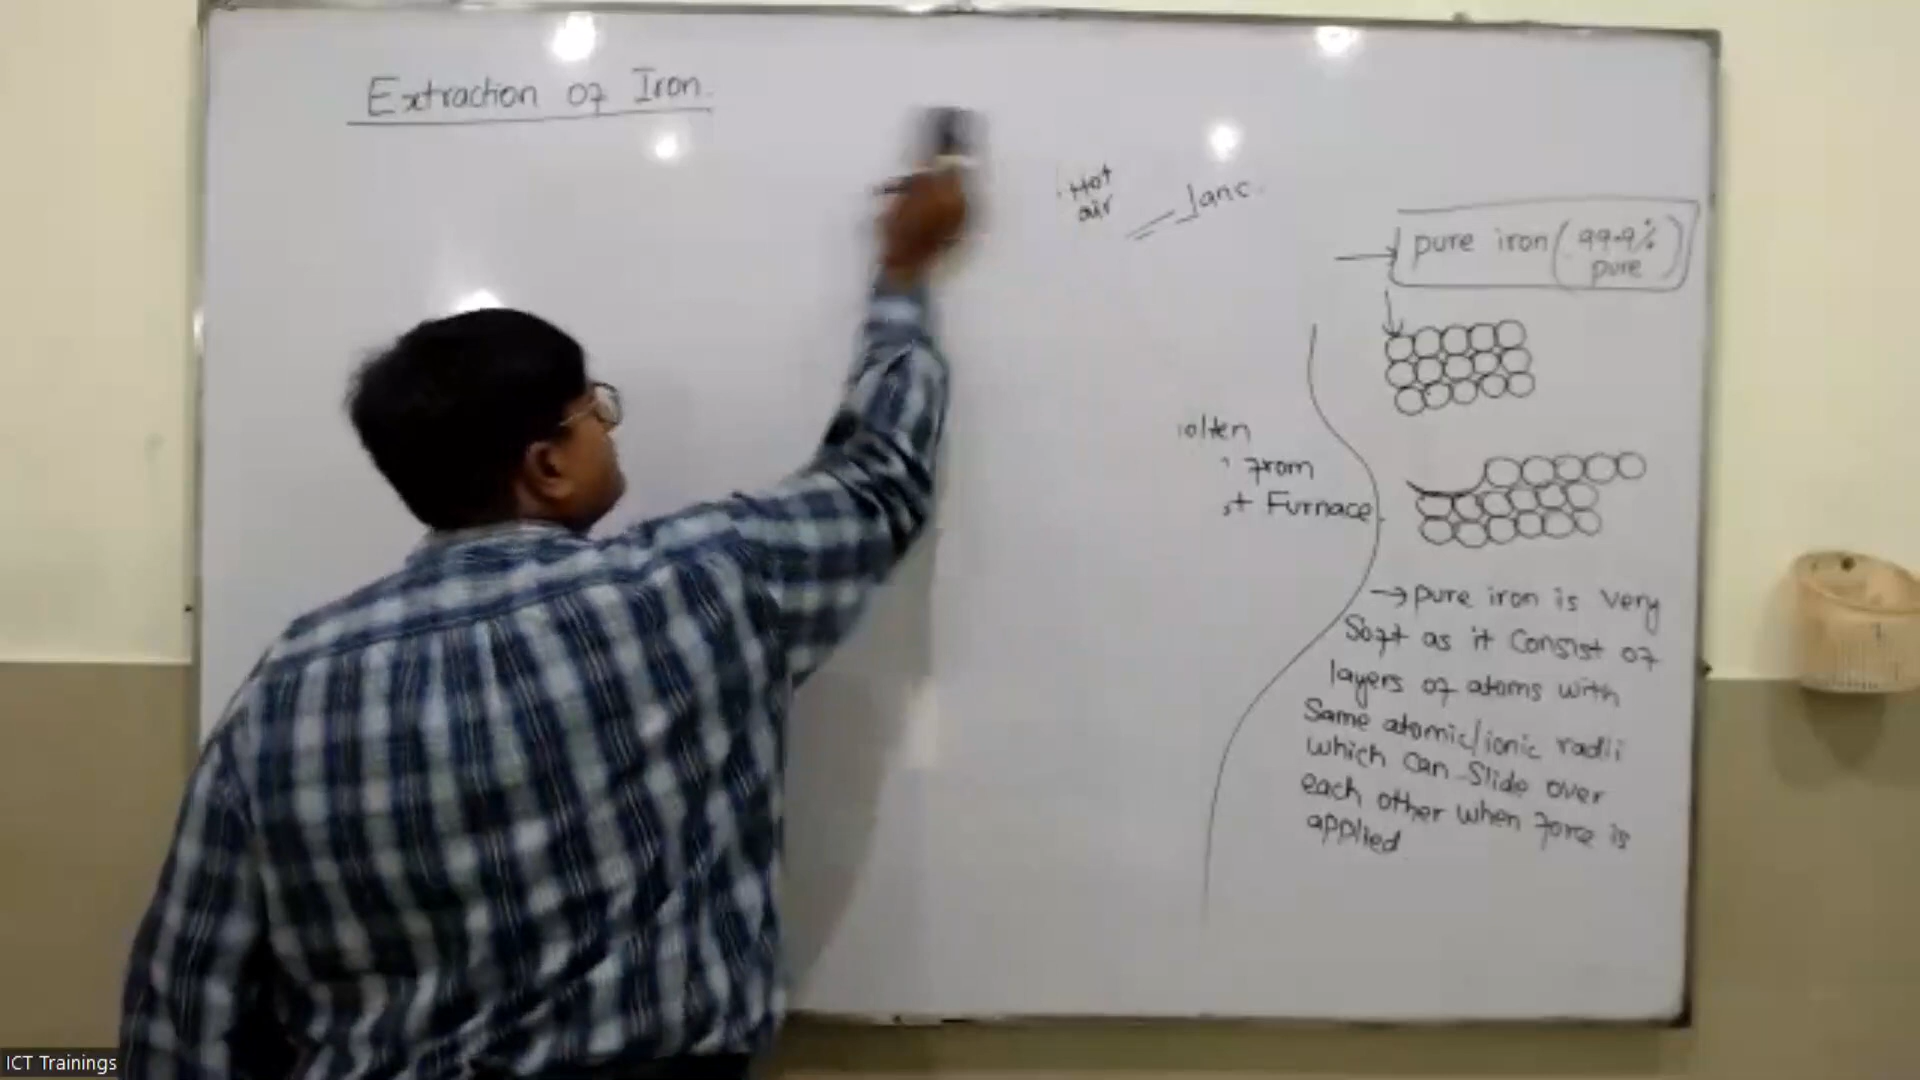 Extraction of Iron.
Hot
air
Janc.
pure iron (99.9%
pure)
olten
from
st Furnace.
→ pure iron is very
Soft as it Consist of
layers of atoms with
Same atomic/ionic radii
which can slide over
each other when force is
applied
ICT Trainings